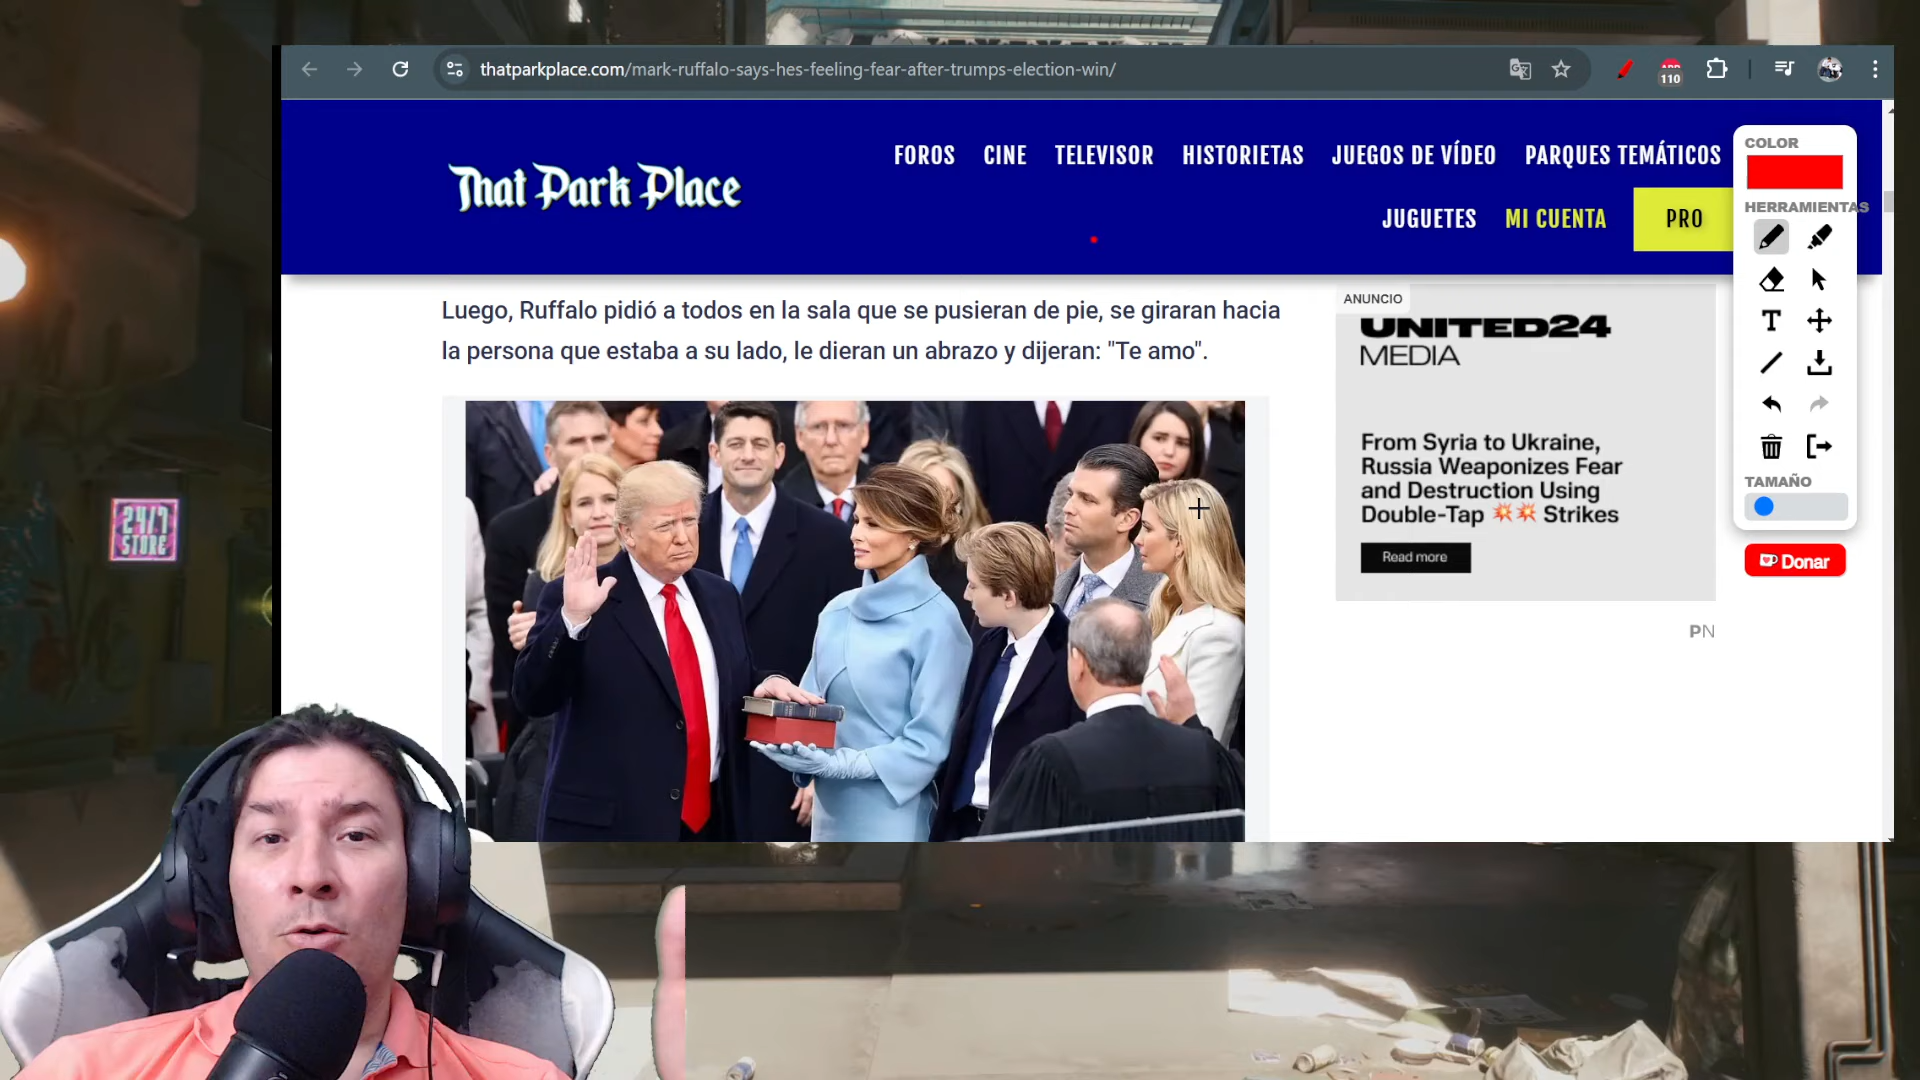 thatparkplace.com/mark-ruffalo-says-hes-feeling-fear-after-trumps-election-win/
110
That Park Place
FOROS CINE TELEVISOR HISTORIETAS JUEGOS DE VÍDEO PARQUES TEMÁTICOS
JUGUETES MI CUENTA PRO
COLOR
HERRAMIENTAS
T
TAMAÑO
Donar
Luego, Ruffalo pidió a todos en la sala que se pusieran de pie, se giraran hacia
la persona que estaba a su lado, le dieran un abrazo y dijeran: "Te amo".
ANUNCIO
UNITED24
MEDIA
From Syria to Ukraine,
Russia Weaponizes Fear
and Destruction Using
Double-Tap 💥💥 Strikes
Read more
PN
24/7
STORE